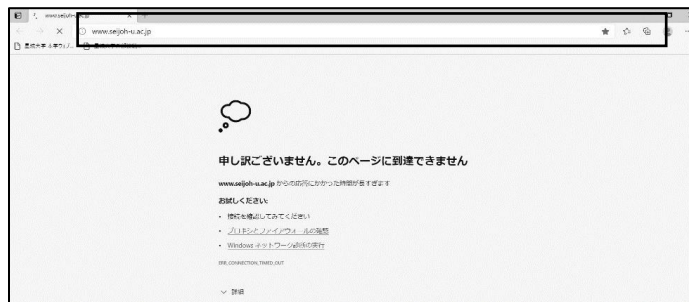 www.seijoh-u.ac.jp
申し訳ございません。このページに到達できません
www.seijoh-u.ac.jp からの応答にかかった時間が長すぎます
お試しください:
• 接続を確認してみてください
• プロキシとファイアウォールの確認
• Windows ネットワーク診断の実行
ERR_CONNECTION_TIMED_OUT
詳細